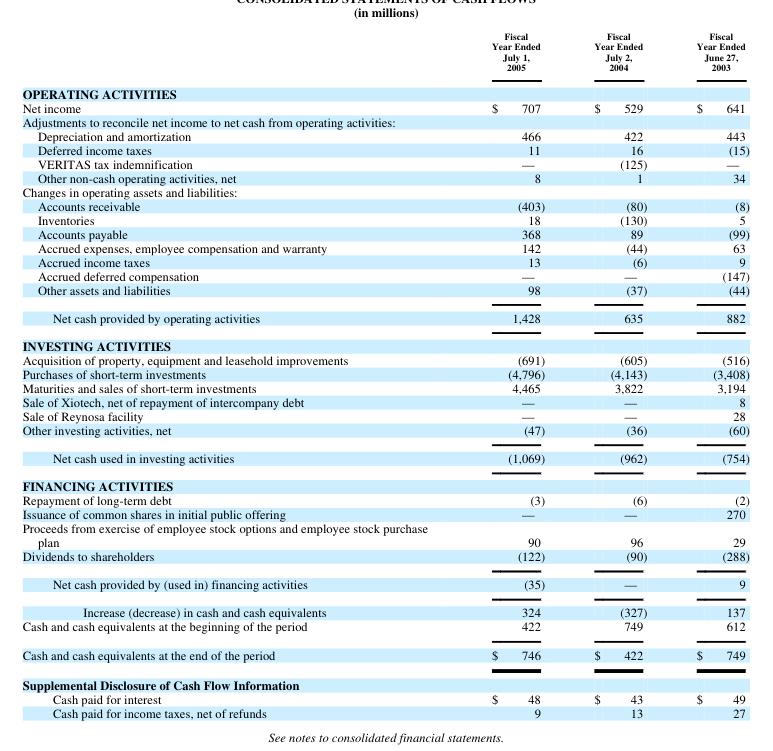 CONSOLIDATED STATEMENTS OF CASH FLOWS
(in millions)
Fiscal Year Ended July 1, 2005 Fiscal Year Ended July 2, 2004 Fiscal Year Ended June 27, 2003
OPERATING ACTIVITIES
Net income $ 707 $ 529 $ 641
Adjustments to reconcile net income to net cash from operating activities:
Depreciation and amortization 466 422 443
Deferred income taxes 11 16 (15)
VERITAS tax indemnification — (125) —
Other non-cash operating activities, net 8 1 34
Changes in operating assets and liabilities:
Accounts receivable (403) (80) (8)
Inventories 18 (130) 5
Accounts payable 368 89 (99)
Accrued expenses, employee compensation and warranty 142 (44) 63
Accrued income taxes 13 (6) 9
Accrued deferred compensation — — (147)
Other assets and liabilities 98 (37) (44)
Net cash provided by operating activities 1,428 635 882
INVESTING ACTIVITIES
Acquisition of property, equipment and leasehold improvements (691) (605) (516)
Purchases of short-term investments (4,796) (4,143) (3,408)
Maturities and sales of short-term investments 4,465 3,822 3,194
Sale of Xiotech, net of repayment of intercompany debt — — 8
Sale of Reynosa facility — — 28
Other investing activities, net (47) (36) (60)
Net cash used in investing activities (1,069) (962) (754)
FINANCING ACTIVITIES
Repayment of long-term debt (3) (6) (2)
Issuance of common shares in initial public offering — — 270
Proceeds from exercise of employee stock options and employee stock purchase
plan 90 96 29
Dividends to shareholders (122) (90) (288)
Net cash provided by (used in) financing activities (35) — 9
Increase (decrease) in cash and cash equivalents 324 (327) 137
Cash and cash equivalents at the beginning of the period 422 749 612
Cash and cash equivalents at the end of the period $ 746 $ 422 $ 749
Supplemental Disclosure of Cash Flow Information
Cash paid for interest $ 48 $ 43 $ 49
Cash paid for income taxes, net of refunds 9 13 27
See notes to consolidated financial statements.